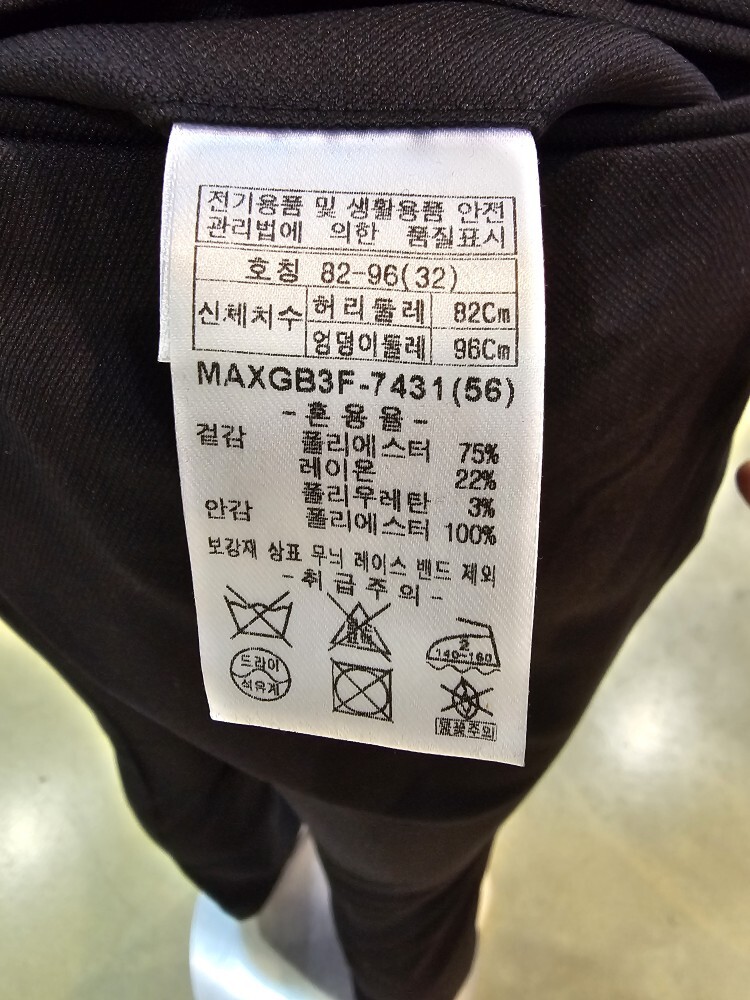 전기용품 및 생활용품 안전
관리법에 의한 품질표시
호칭 82-96(32)
신체치수 허리둘레 82Cm
엉덩이둘레 96Cm
MAXGB3F-7431(56)
-혼용율-
겉감 폴리에스터 75%
레이온 22%
폴리우레탄 3%
안감 폴리에스터 100%
보강재 상표 무늬 레이스 밴드 제외
-취급주의-
2
140~160
드라이
석유계
불꽃주의